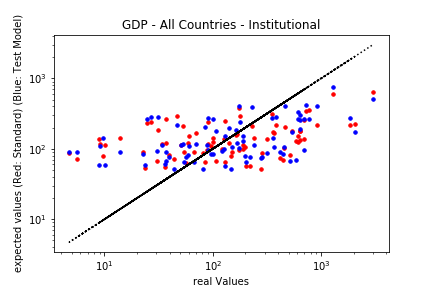 GDP - All Countries - Institutional
expected values (Red: Standard) (Blue: Test Model)
10³
10²
10¹
10¹
10²
10³
real Values